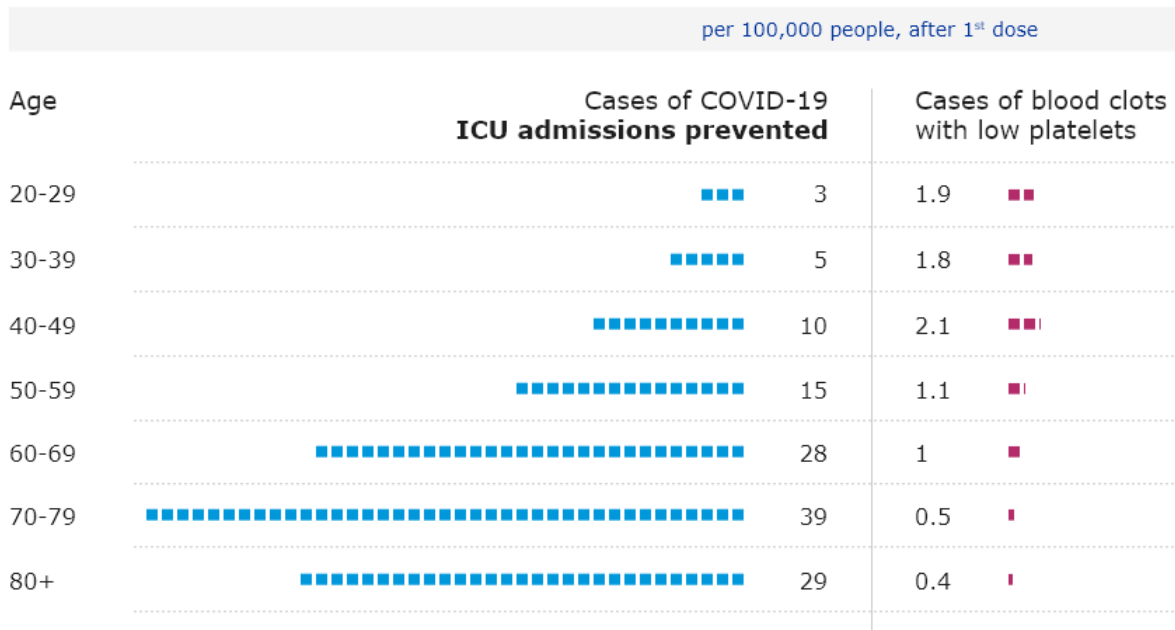 per 100,000 people, after 1st dose
Age
Cases of COVID-19
ICU admissions prevented
Cases of blood clots
with low platelets
20-29 3 1.9
30-39 5 1.8
40-49 10 2.1
50-59 15 1.1
60-69 28 1
70-79 39 0.5
80+ 29 0.4